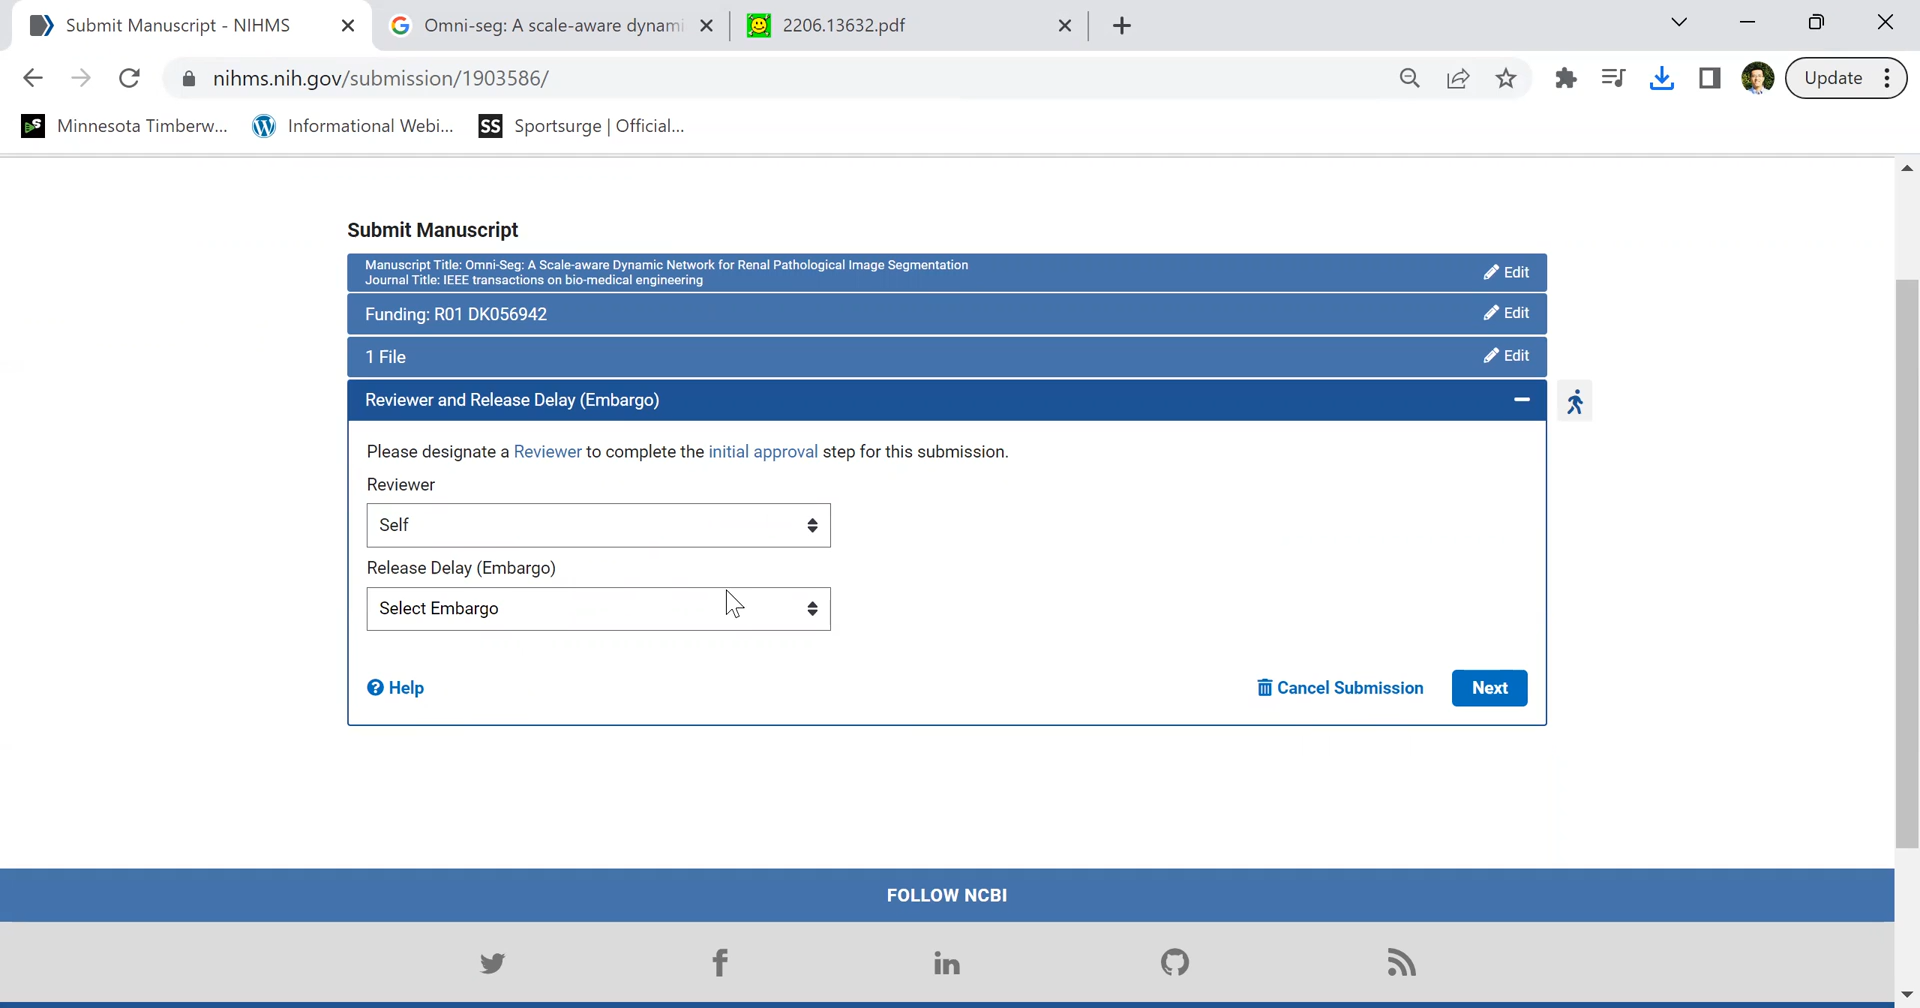 Submit Manuscript - NIHMS
Omni-seg: A scale-aware dynami
2206.13632.pdf
nihms.nih.gov/submission/1903586/
Update
Minnesota Timberw...
Informational Webi...
SS
Sportsurge | Official...
Submit Manuscript
Manuscript Title: Omni-Seg: A Scale-aware Dynamic Network for Renal Pathological Image Segmentation
Journal Title: IEEE transactions on bio-medical engineering
Edit
Funding: R01 DK056942
Edit
1 File
Edit
Reviewer and Release Delay (Embargo)
Please designate a Reviewer to complete the initial approval step for this submission.
Reviewer
Self
Release Delay (Embargo)
Select Embargo
Help
Cancel Submission
Next
FOLLOW NCBI